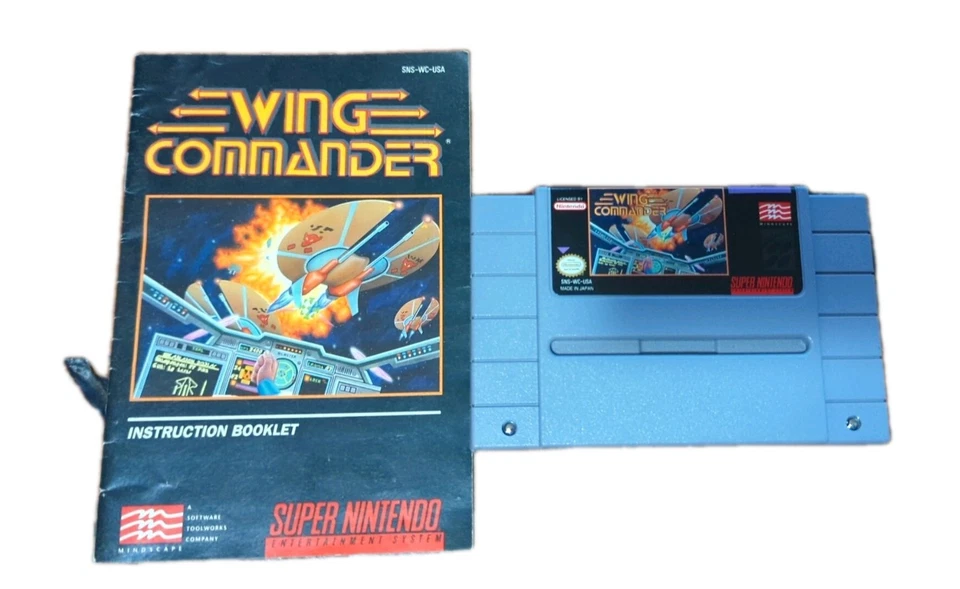 SNS-WC-USA
WING
COMMANDER®
INSTRUCTION BOOKLET
MINDSCAPE
A
SOFTWARE
TOOLWORKS
COMPANY
SUPER NINTENDO
ENTERTAINMENT SYSTEM
LICENSED BY
Nintendo
WING
COMMANDER
MINDSCAPE
SNS-WC-USA
MADE IN JAPAN
SUPER NINTENDO